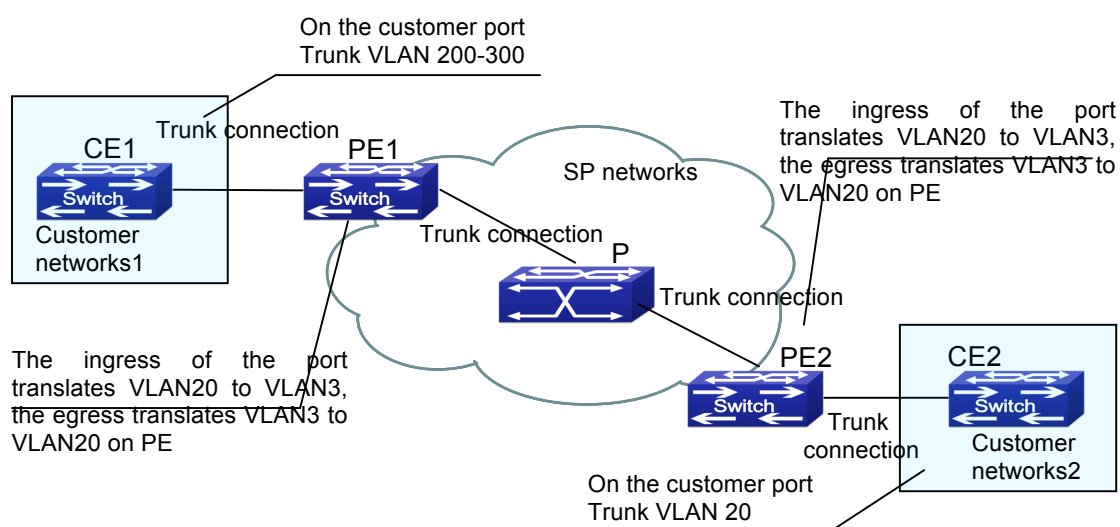 On the customer port
Trunk VLAN 200-300
Trunk connection
CE1
Switch
Customer
networks1
PE1
Switch
SP networks
The ingress of the port
translates VLAN20 to VLAN3,
the egress translates VLAN3 to
VLAN20 on PE
Trunk connection
P
Trunk connection
The ingress of the port
translates VLAN20 to VLAN3,
the egress translates VLAN3 to
VLAN20 on PE
PE2
Switch
CE2
Switch
Trunk
connection
Customer
networks2
On the customer port
Trunk VLAN 20